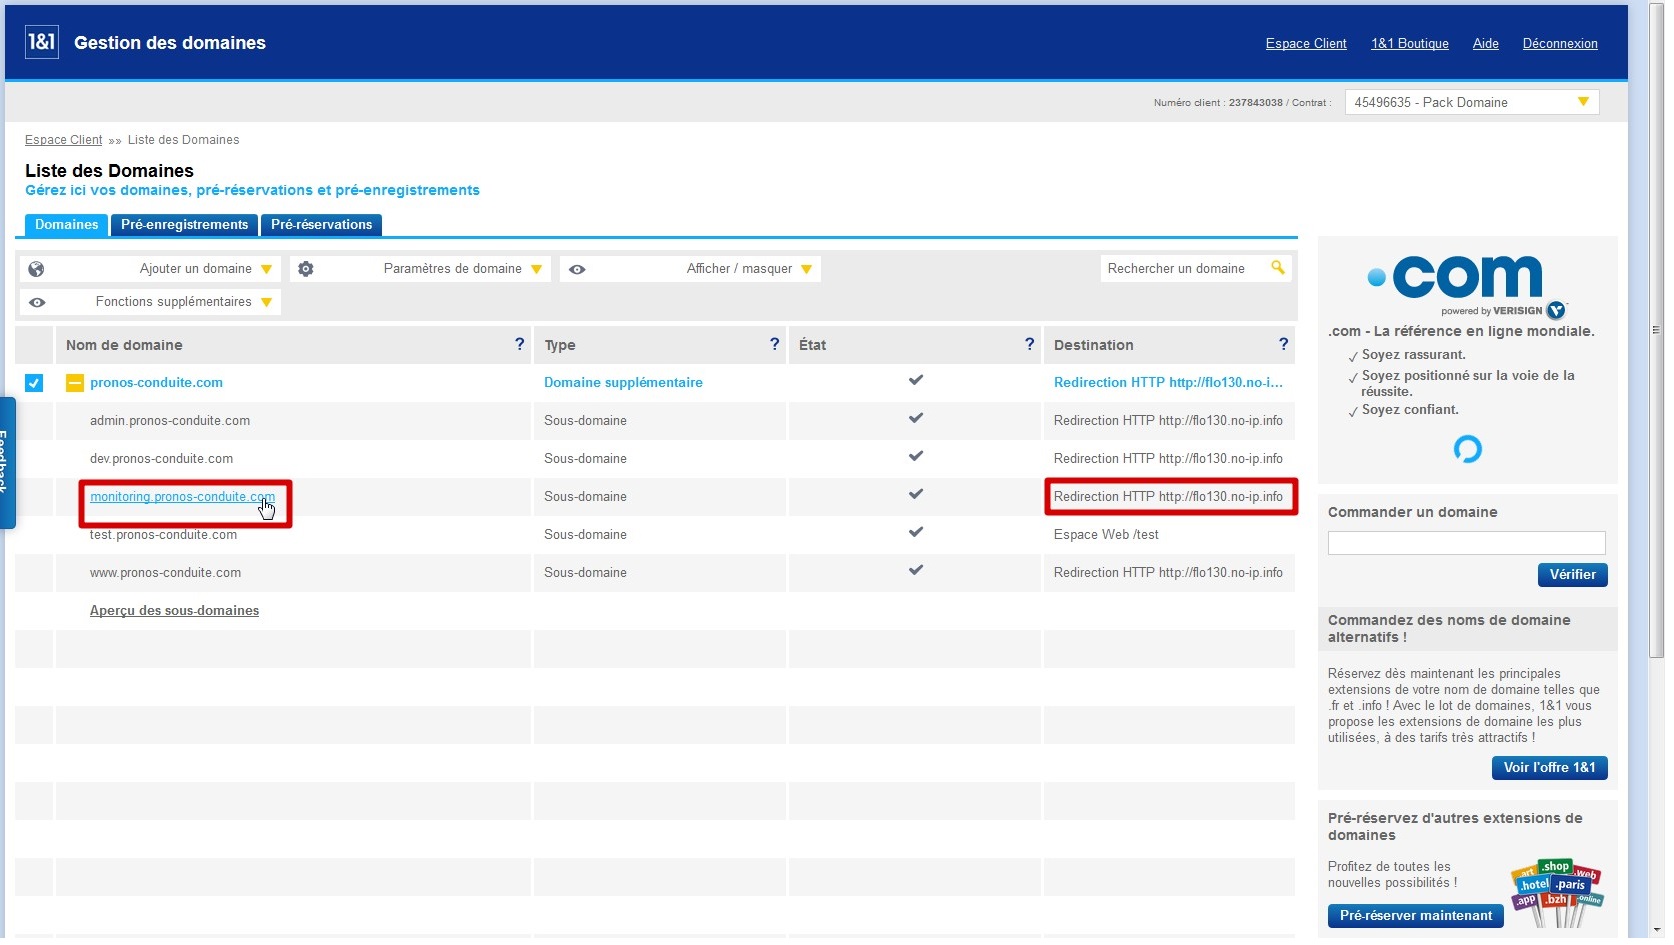 1&1 Gestion des domaines
Espace Client 1&1 Boutique Aide Déconnexion
Numéro client : 237843038 / Contrat : 45496635 - Pack Domaine
Espace Client »» Liste des Domaines
Liste des Domaines
Gérez ici vos domaines, pré-réservations et pré-enregistrements
Domaines Pré-enregistrements Pré-réservations
Ajouter un domaine Paramètres de domaine Afficher / masquer Rechercher un domaine
Fonctions supplémentaires
Nom de domaine ? Type ? État ? Destination ?
pronos-conduite.com Domaine supplémentaire Redirection HTTP http://flo130.no-i...
admin.pronos-conduite.com Sous-domaine Redirection HTTP http://flo130.no-ip.info
dev.pronos-conduite.com Sous-domaine Redirection HTTP http://flo130.no-ip.info
monitoring.pronos-conduite.com Sous-domaine Redirection HTTP http://flo130.no-ip.info
test.pronos-conduite.com Sous-domaine Espace Web /test
www.pronos-conduite.com Sous-domaine Redirection HTTP http://flo130.no-ip.info
Aperçu des sous-domaines
Feedback
.com
powered by VERISIGN
.com - La référence en ligne mondiale.
Soyez rassurant.
Soyez positionné sur la voie de la
réussite.
Soyez confiant.
Commander un domaine
Vérifier
Commandez des noms de domaine
alternatifs !
Réservez dès maintenant les principales
extensions de votre nom de domaine telles que
.fr et .info ! Avec le lot de domaines, 1&1 vous
propose les extensions de domaine les plus
utilisées, à des tarifs très attractifs !
Voir l'offre 1&1
Pré-réservez d'autres extensions de
domaines
Profitez de toutes les
nouvelles possibilités !
Pré-réserver maintenant
.art .shop .web
.hotel .paris
.app .bzh .online